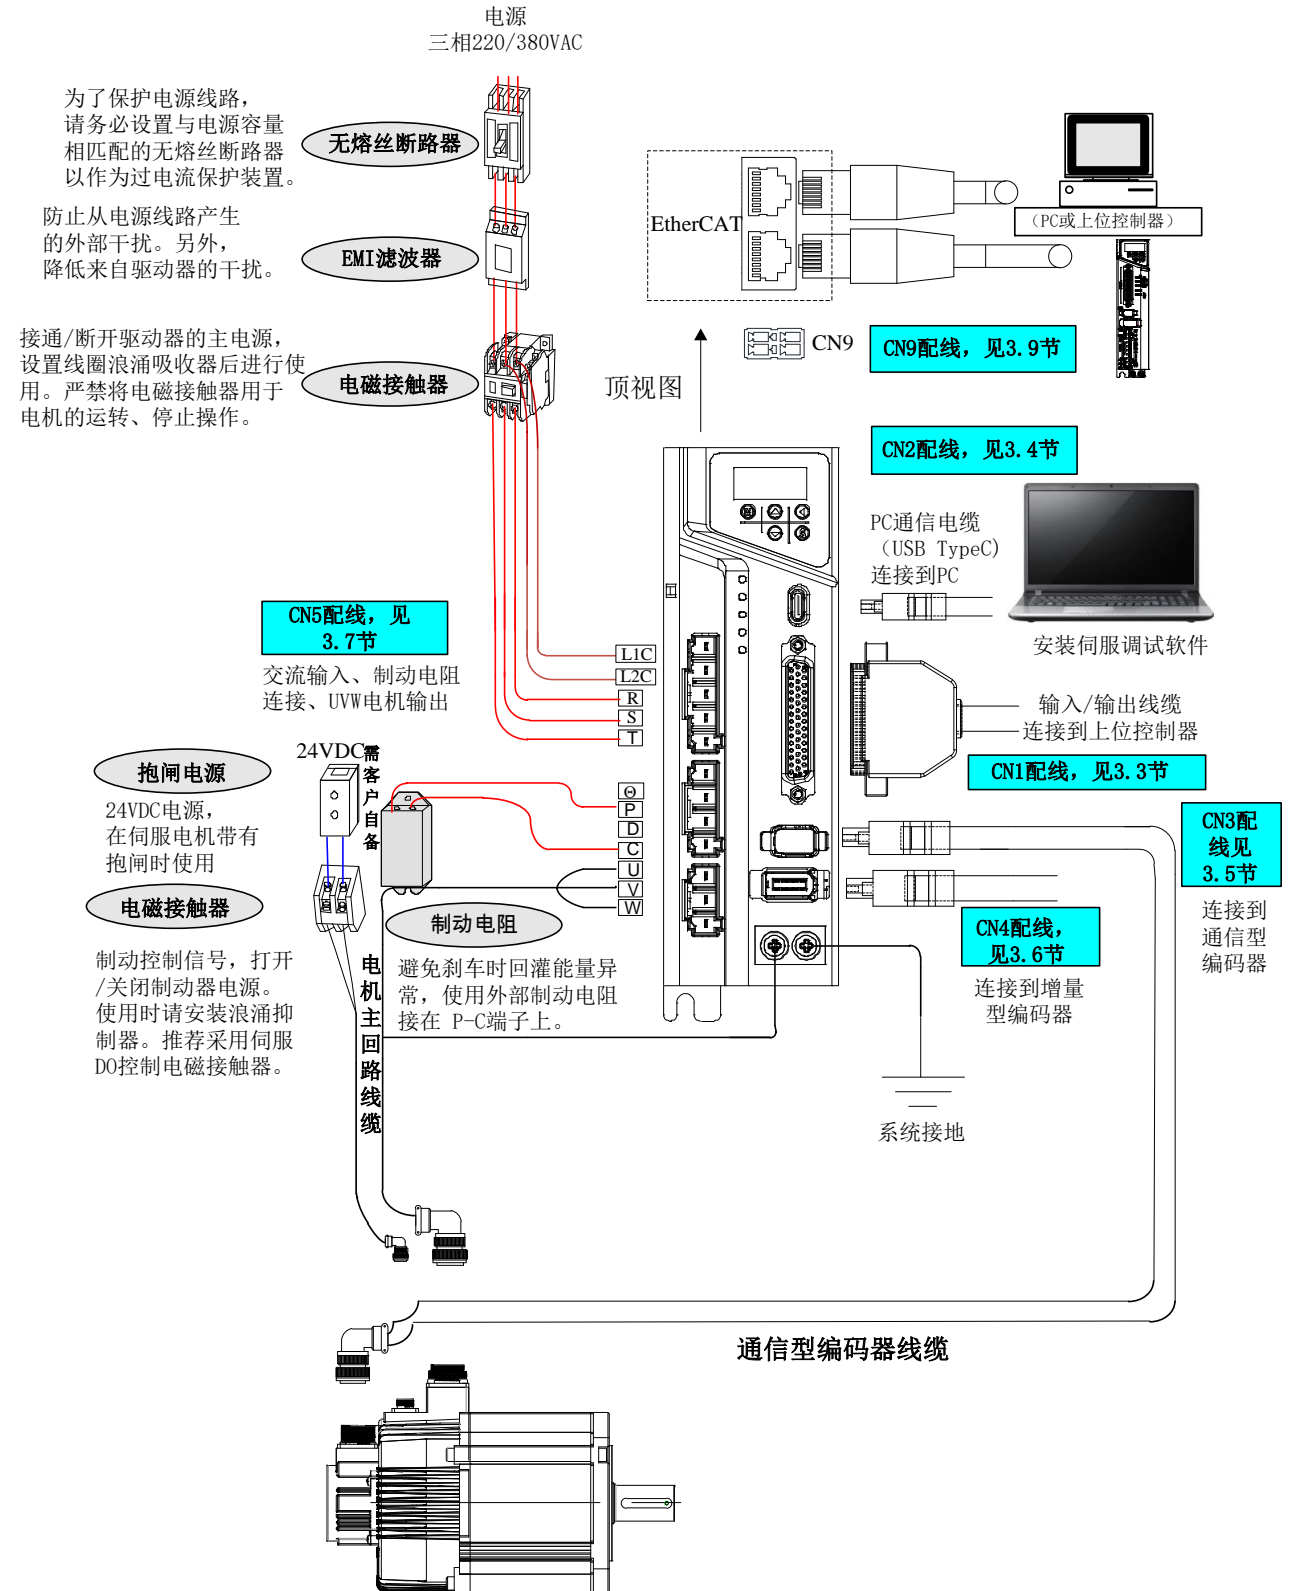 电源
三相220/380VAC
为了保护电源线路，
请务必设置与电源容量
相匹配的无熔丝断路器
以作为过电流保护装置。
无熔丝断路器
防止从电源线路产生
的外部干扰。另外，
降低来自驱动器的干扰。
EMI滤波器
接通/断开驱动器的主电源，
设置线圈浪涌吸收器后进行使
用。严禁将电磁接触器用于
电机的运转、停止操作。
电磁接触器
EtherCAT
（PC或上位控制器）
CN9
CN9配线，见3.9节
顶视图
CN2配线，见3.4节
PC通信电缆
（USB TypeC)
连接到PC
安装伺服调试软件
CN5配线，见
3.7节
交流输入、制动电阻
连接、UVW电机输出
L1C
L2C
R
S
T
输入/输出线缆
连接到上位控制器
CN1配线，见3.3节
24VDC需客户自备
抱闸电源
24VDC电源，
在伺服电机带有
抱闸时使用
电磁接触器
制动控制信号，打开
/关闭制动器电源。
使用时请安装浪涌抑
制器。推荐采用伺服
DO控制电磁接触器。
Θ
P
D
C
U
V
W
制动电阻
避免刹车时回灌能量异
常，使用外部制动电阻
接在 P-C端子上。
电机主回路线缆
CN3配
线见
3.5节
连接到
通信型
编码器
CN4配线，
见3.6节
连接到增量
型编码器
系统接地
通信型编码器线缆